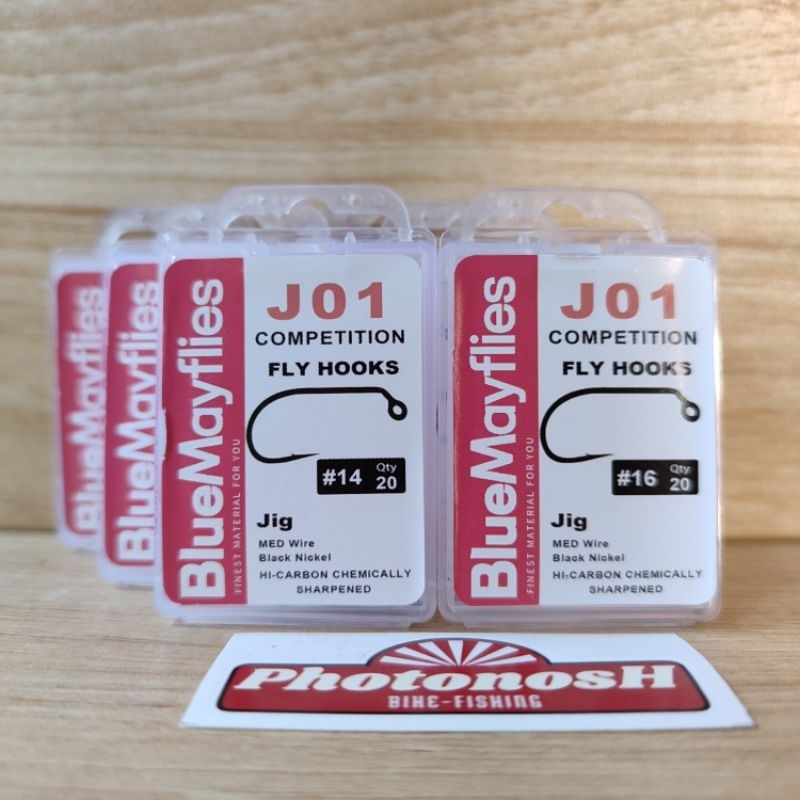 BlueMayflies
BlueMayflies
BlueMayflies
FINEST MATERIAL FOR YOU
J01
COMPETITION
FLY HOOKS
#14 Qty 20
Jig
MED Wire
Black Nickel
HI-CARBON CHEMICALLY
SHARPENED
BlueMayflies
FINEST MATERIAL FOR YOU
J01
COMPETITION
FLY HOOKS
#16 Qty 20
Jig
MED Wire
Black Nickel
HI-CARBON CHEMICALLY
SHARPENED
PhotonosH
BIKE-FISHING